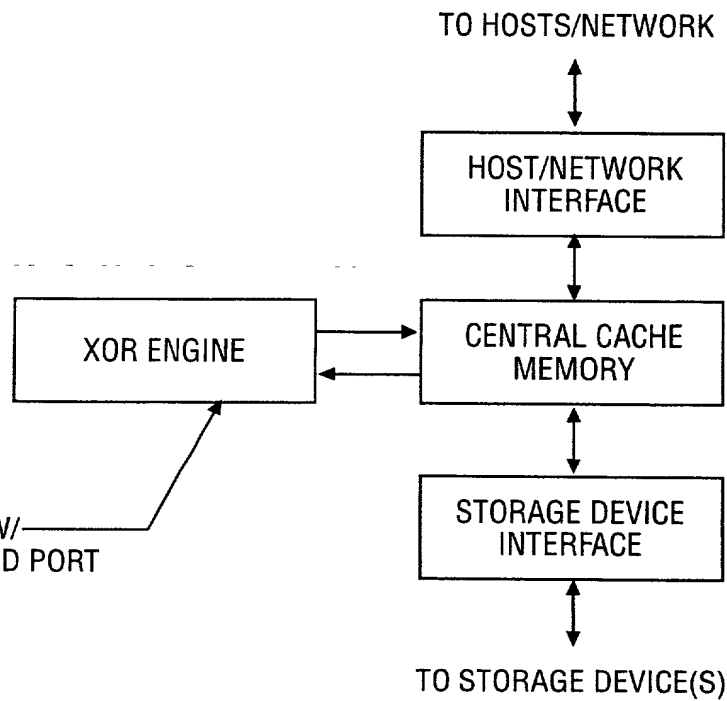 TO HOSTS/NETWORK
HOST/NETWORK
INTERFACE
XOR ENGINE
CENTRAL CACHE
MEMORY
STORAGE DEVICE
INTERFACE
D PORT
TO STORAGE DEVICE(S)